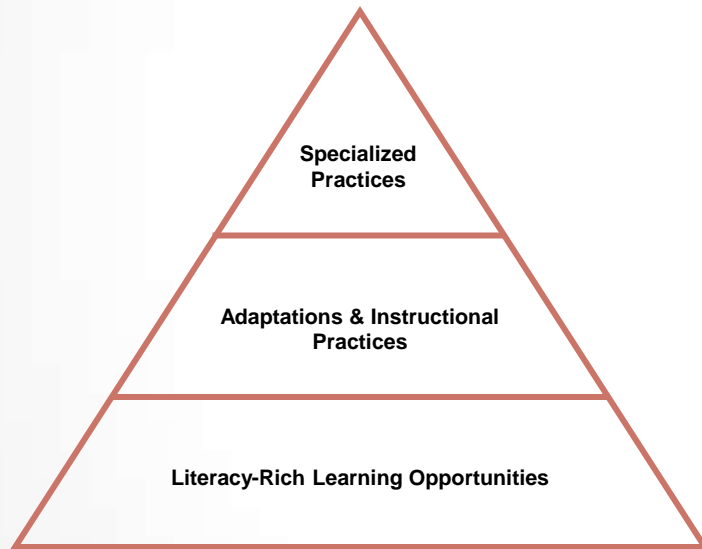 Specialized
Practices
Adaptations & Instructional
Practices
Literacy-Rich Learning Opportunities